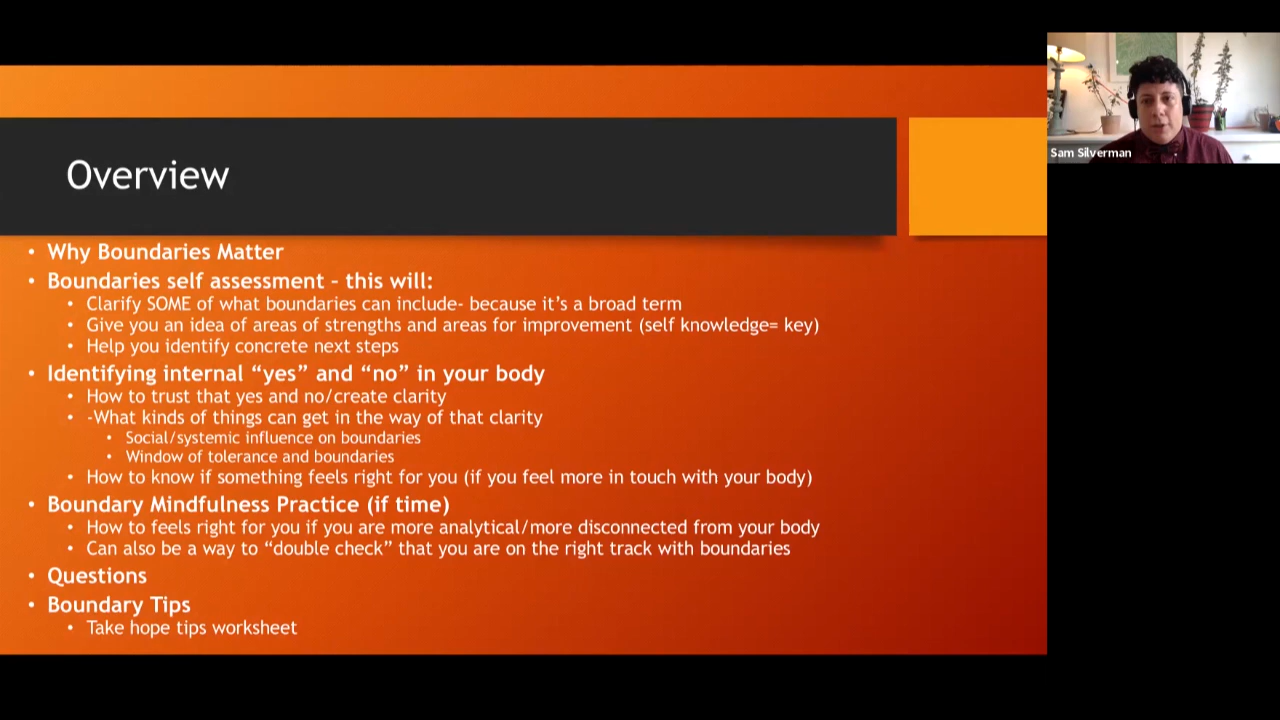 Overview
Sam Silverman
• Why Boundaries Matter
• Boundaries self assessment – this will:
• Clarify SOME of what boundaries can include- because it’s a broad term
• Give you an idea of areas of strengths and areas for improvement (self knowledge= key)
• Help you identify concrete next steps
• Identifying internal “yes” and “no” in your body
• How to trust that yes and no/create clarity
• -What kinds of things can get in the way of that clarity
• Social/systemic influence on boundaries
• Window of tolerance and boundaries
• How to know if something feels right for you (if you feel more in touch with your body)
• Boundary Mindfulness Practice (if time)
• How to feels right for you if you are more analytical/more disconnected from your body
• Can also be a way to “double check” that you are on the right track with boundaries
• Questions
• Boundary Tips
• Take hope tips worksheet